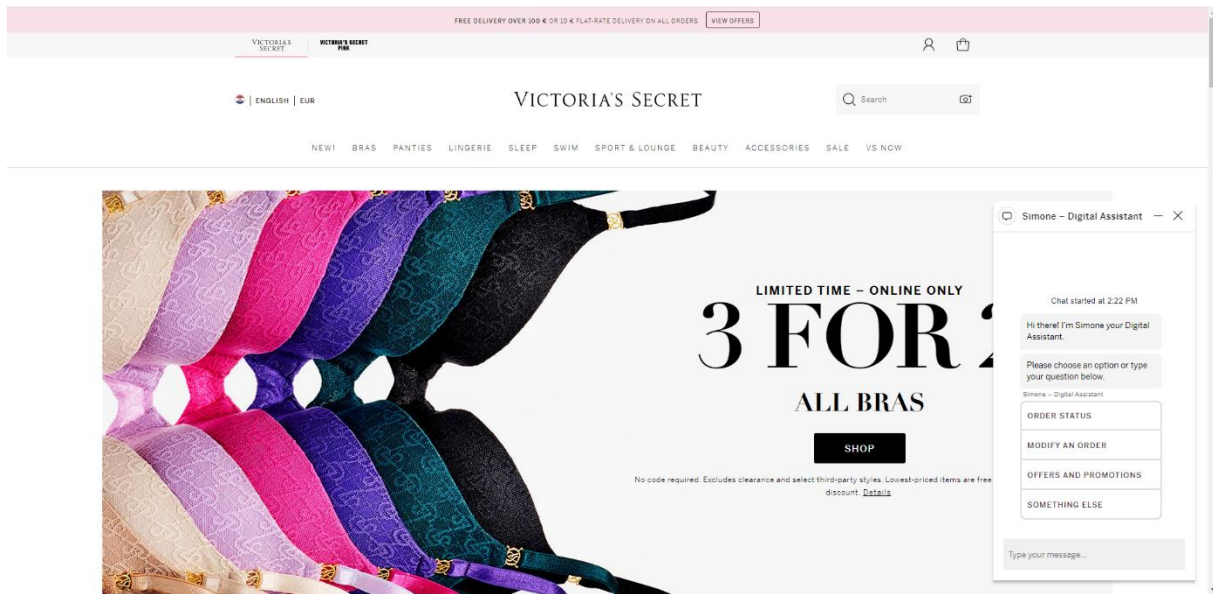 FREE DELIVERY OVER 100 € OR 10 € FLAT-RATE DELIVERY ON ALL ORDERS VIEW OFFERS
VICTORIA'S SECRET
VICTORIA'S SECRET PINK
ENGLISH | EUR
VICTORIA'S SECRET
Search
NEW! BRAS PANTIES LINGERIE SLEEP SWIM SPORT & LOUNGE BEAUTY ACCESSORIES SALE VS NOW
LIMITED TIME – ONLINE ONLY
3 FOR 2
ALL BRAS
SHOP
No code required. Excludes clearance and select third-party styles. Lowest-priced items are free
discount. Details
Simone – Digital Assistant
Chat started at 2:22 PM
Hi there! I'm Simone your Digital
Assistant.
Please choose an option or type
your question below.
Simone – Digital Assistant
ORDER STATUS
MODIFY AN ORDER
OFFERS AND PROMOTIONS
SOMETHING ELSE
Type your message...